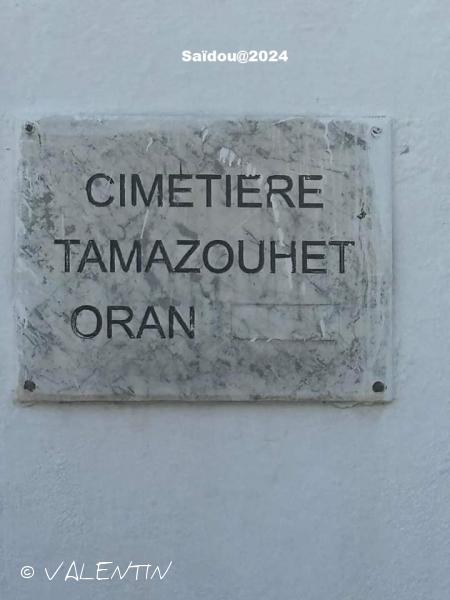 Saïdou@2024
CIMETIERE
TAMAZOUHET
ORAN
© VALENTIN